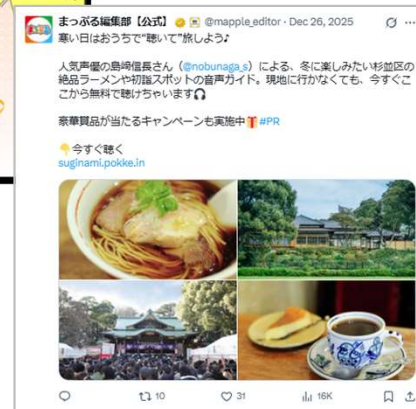 まっぷる編集部【公式】 @mapple_editor · Dec 26, 2025
寒い日はおうちで“聴いて”旅しよう♪
人気声優の島﨑信長さん（@nobunaga_s）による、冬に楽しみたい杉並区の
絶品ラーメンや初詣スポットの音声ガイド。現地に行かなくても、今すぐこ
こから無料で聴けちゃいます🎧
豪華賞品が当たるキャンペーンも実施中🎁#PR
👇今すぐ聴く
suginami.pokke.in
10 31 16K